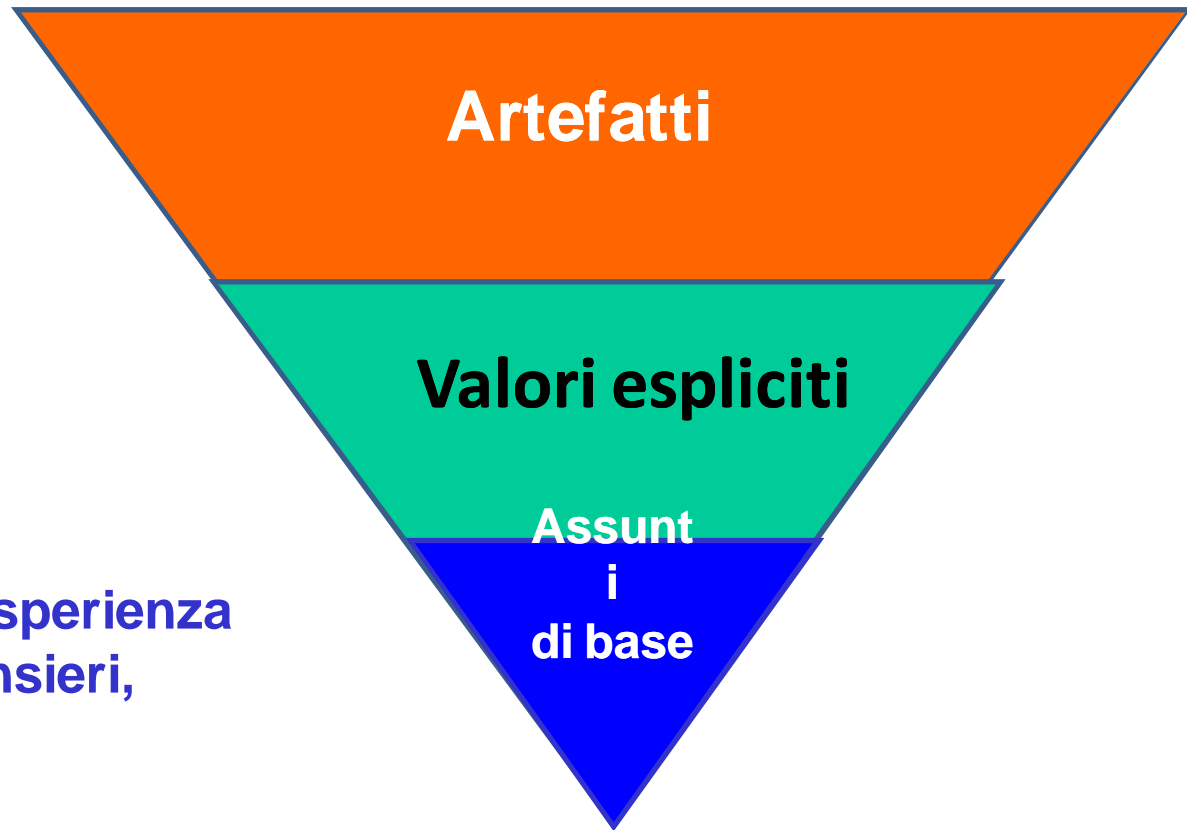 Artefatti
Valori espliciti
Assunt
i
di base
sperienza
nsieri,